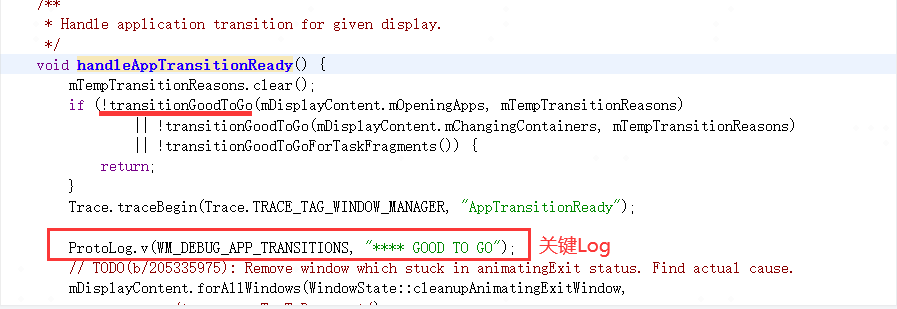 /**
 * Handle application transition for given display.
 */
void handleAppTransitionReady() {
    mTempTransitionReasons.clear();
    if (!transitionGoodToGo(mDisplayContent.mOpeningApps, mTempTransitionReasons)
            || !transitionGoodToGo(mDisplayContent.mChangingContainers, mTempTransitionReasons)
            || !transitionGoodToGoForTaskFragments()) {
        return;
    }
    Trace.traceBegin(Trace.TRACE_TAG_WINDOW_MANAGER, "AppTransitionReady");
    ProtoLog.v(WM_DEBUG_APP_TRANSITIONS, "**** GOOD TO GO"); 关键Log
    // TODO(b/205335975): Remove window which stuck in animatingExit status. Find actual cause.
    mDisplayContent.forAllWindows(WindowState::cleanupAnimatingExitWindow,